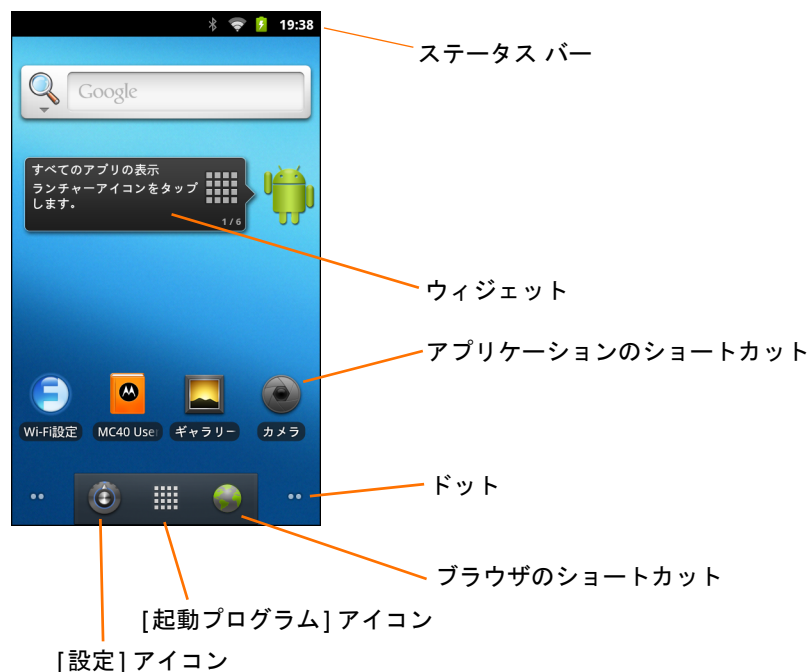 19:38
ステータス バー
Google
すべてのアプリの表示
ランチャーアイコンをタップ
します。
1 / 6
ウィジェット
アプリケーションのショートカット
Wi-Fi設定
MC40 User
ギャラリー
カメラ
ドット
ブラウザのショートカット
[起動プログラム] アイコン
[設定] アイコン